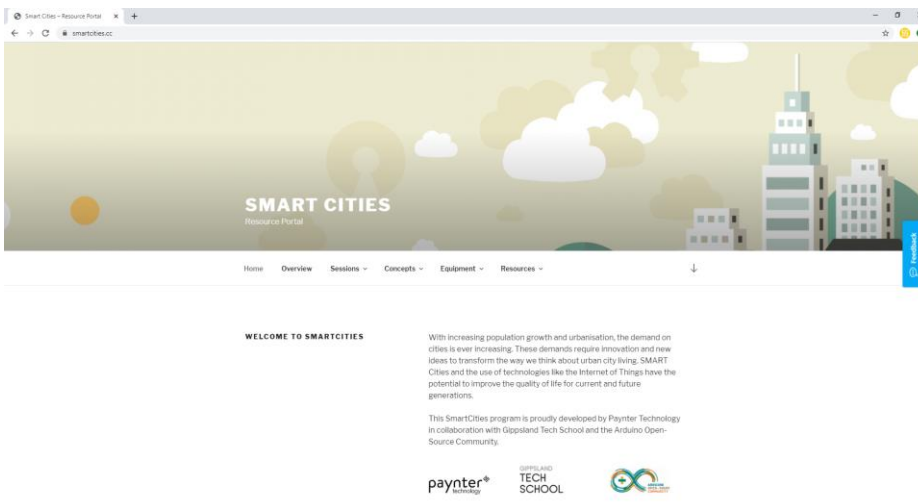 Smart Cities – Resource Portal
smartcities.cc
SMART CITIES
Resource Portal
Home Overview Sessions Concepts Equipment Resources
Feedback
WELCOME TO SMARTCITIES
With increasing population growth and urbanisation, the demand on
cities is ever increasing. These demands require innovation and new
ideas to transform the way we think about urban city living. SMART
Cities and the use of technologies like the Internet of Things have the
potential to improve the quality of life for current and future
generations.
This SmartCities program is proudly developed by Paynter Technology
in collaboration with Gippsland Tech School and the Arduino Open-
Source Community.
paynter
technology
GIPPSLAND
TECH
SCHOOL